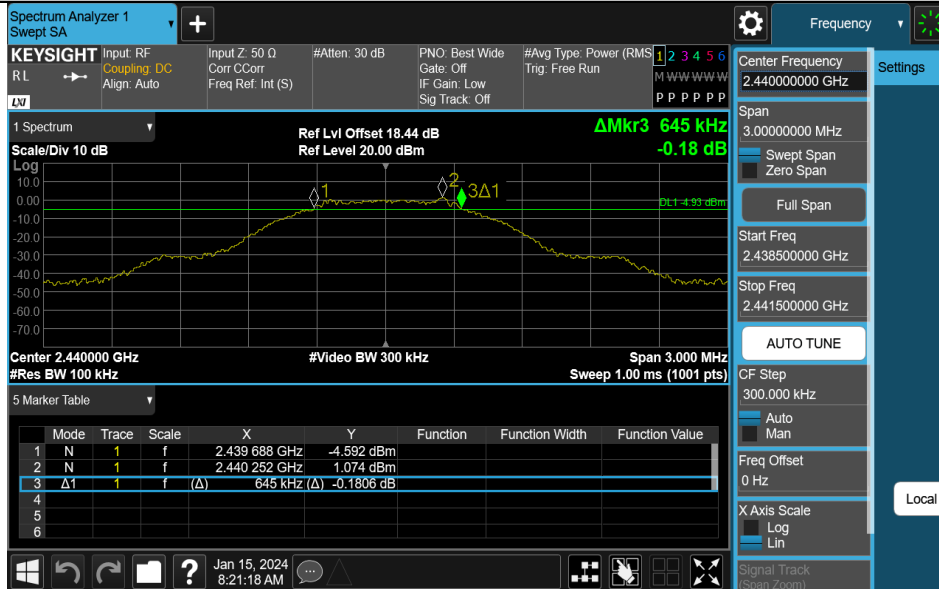 Spectrum Analyzer 1
Swept SA
+
Frequency
KEYSIGHT
RL
LXI
Input: RF
Coupling: DC
Align: Auto
Input Z: 50 Ω
Corr CCorr
Freq Ref: Int (S)
#Atten: 30 dB
PNO: Best Wide
Gate: Off
IF Gain: Low
Sig Track: Off
#Avg Type: Power (RMS
Trig: Free Run
1 2 3 4 5 6
M W W W W W
P P P P P P
Center Frequency
2.440000000 GHz
Settings
Span
3.00000000 MHz
Swept Span
Zero Span
Full Span
Start Freq
2.438500000 GHz
Stop Freq
2.441500000 GHz
AUTO TUNE
CF Step
300.000 kHz
Auto
Man
Freq Offset
0 Hz
Local
X Axis Scale
Log
Lin
Signal Track
(Span Zoom)
1 Spectrum
Scale/Div 10 dB
Ref Lvl Offset 18.44 dB
Ref Level 20.00 dBm
ΔMkr3 645 kHz
-0.18 dB
Log
10.0
0.00
-10.0
-20.0
-30.0
-40.0
-50.0
-60.0
-70.0
1
2
3Δ1
DL1 -4.93 dBm
Center 2.440000 GHz
#Video BW 300 kHz
Span 3.000 MHz
#Res BW 100 kHz
Sweep 1.00 ms (1001 pts)
5 Marker Table
Mode Trace Scale X Y Function Function Width Function Value
1 N 1 f 2.439 688 GHz -4.592 dBm
2 N 1 f 2.440 252 GHz 1.074 dBm
3 Δ1 1 f (Δ) 645 kHz (Δ) -0.1806 dB
4
5
6
?
Jan 15, 2024
8:21:18 AM